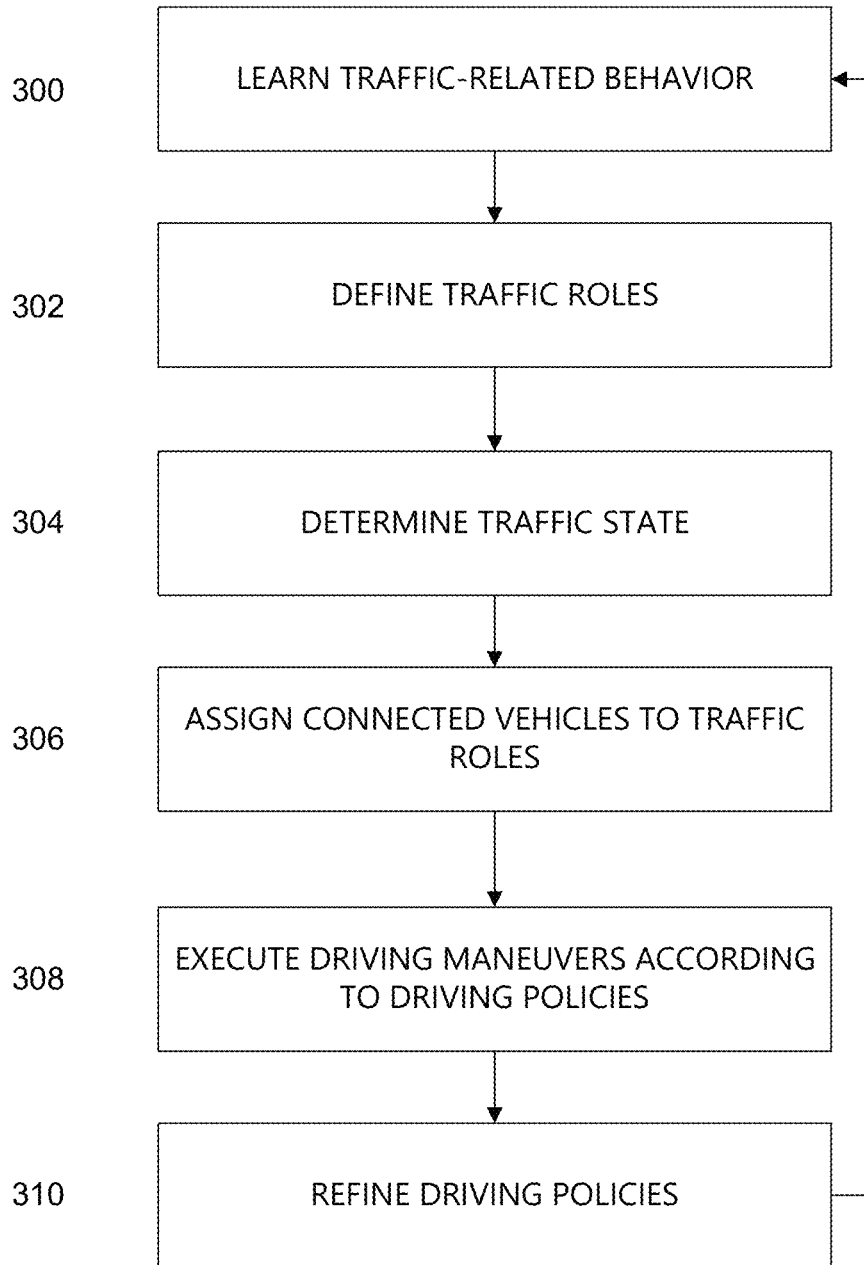 300
LEARN TRAFFIC-RELATED BEHAVIOR
302
DEFINE TRAFFIC ROLES
304
DETERMINE TRAFFIC STATE
306
ASSIGN CONNECTED VEHICLES TO TRAFFIC
ROLES
308
EXECUTE DRIVING MANEUVERS ACCORDING
TO DRIVING POLICIES
310
REFINE DRIVING POLICIES